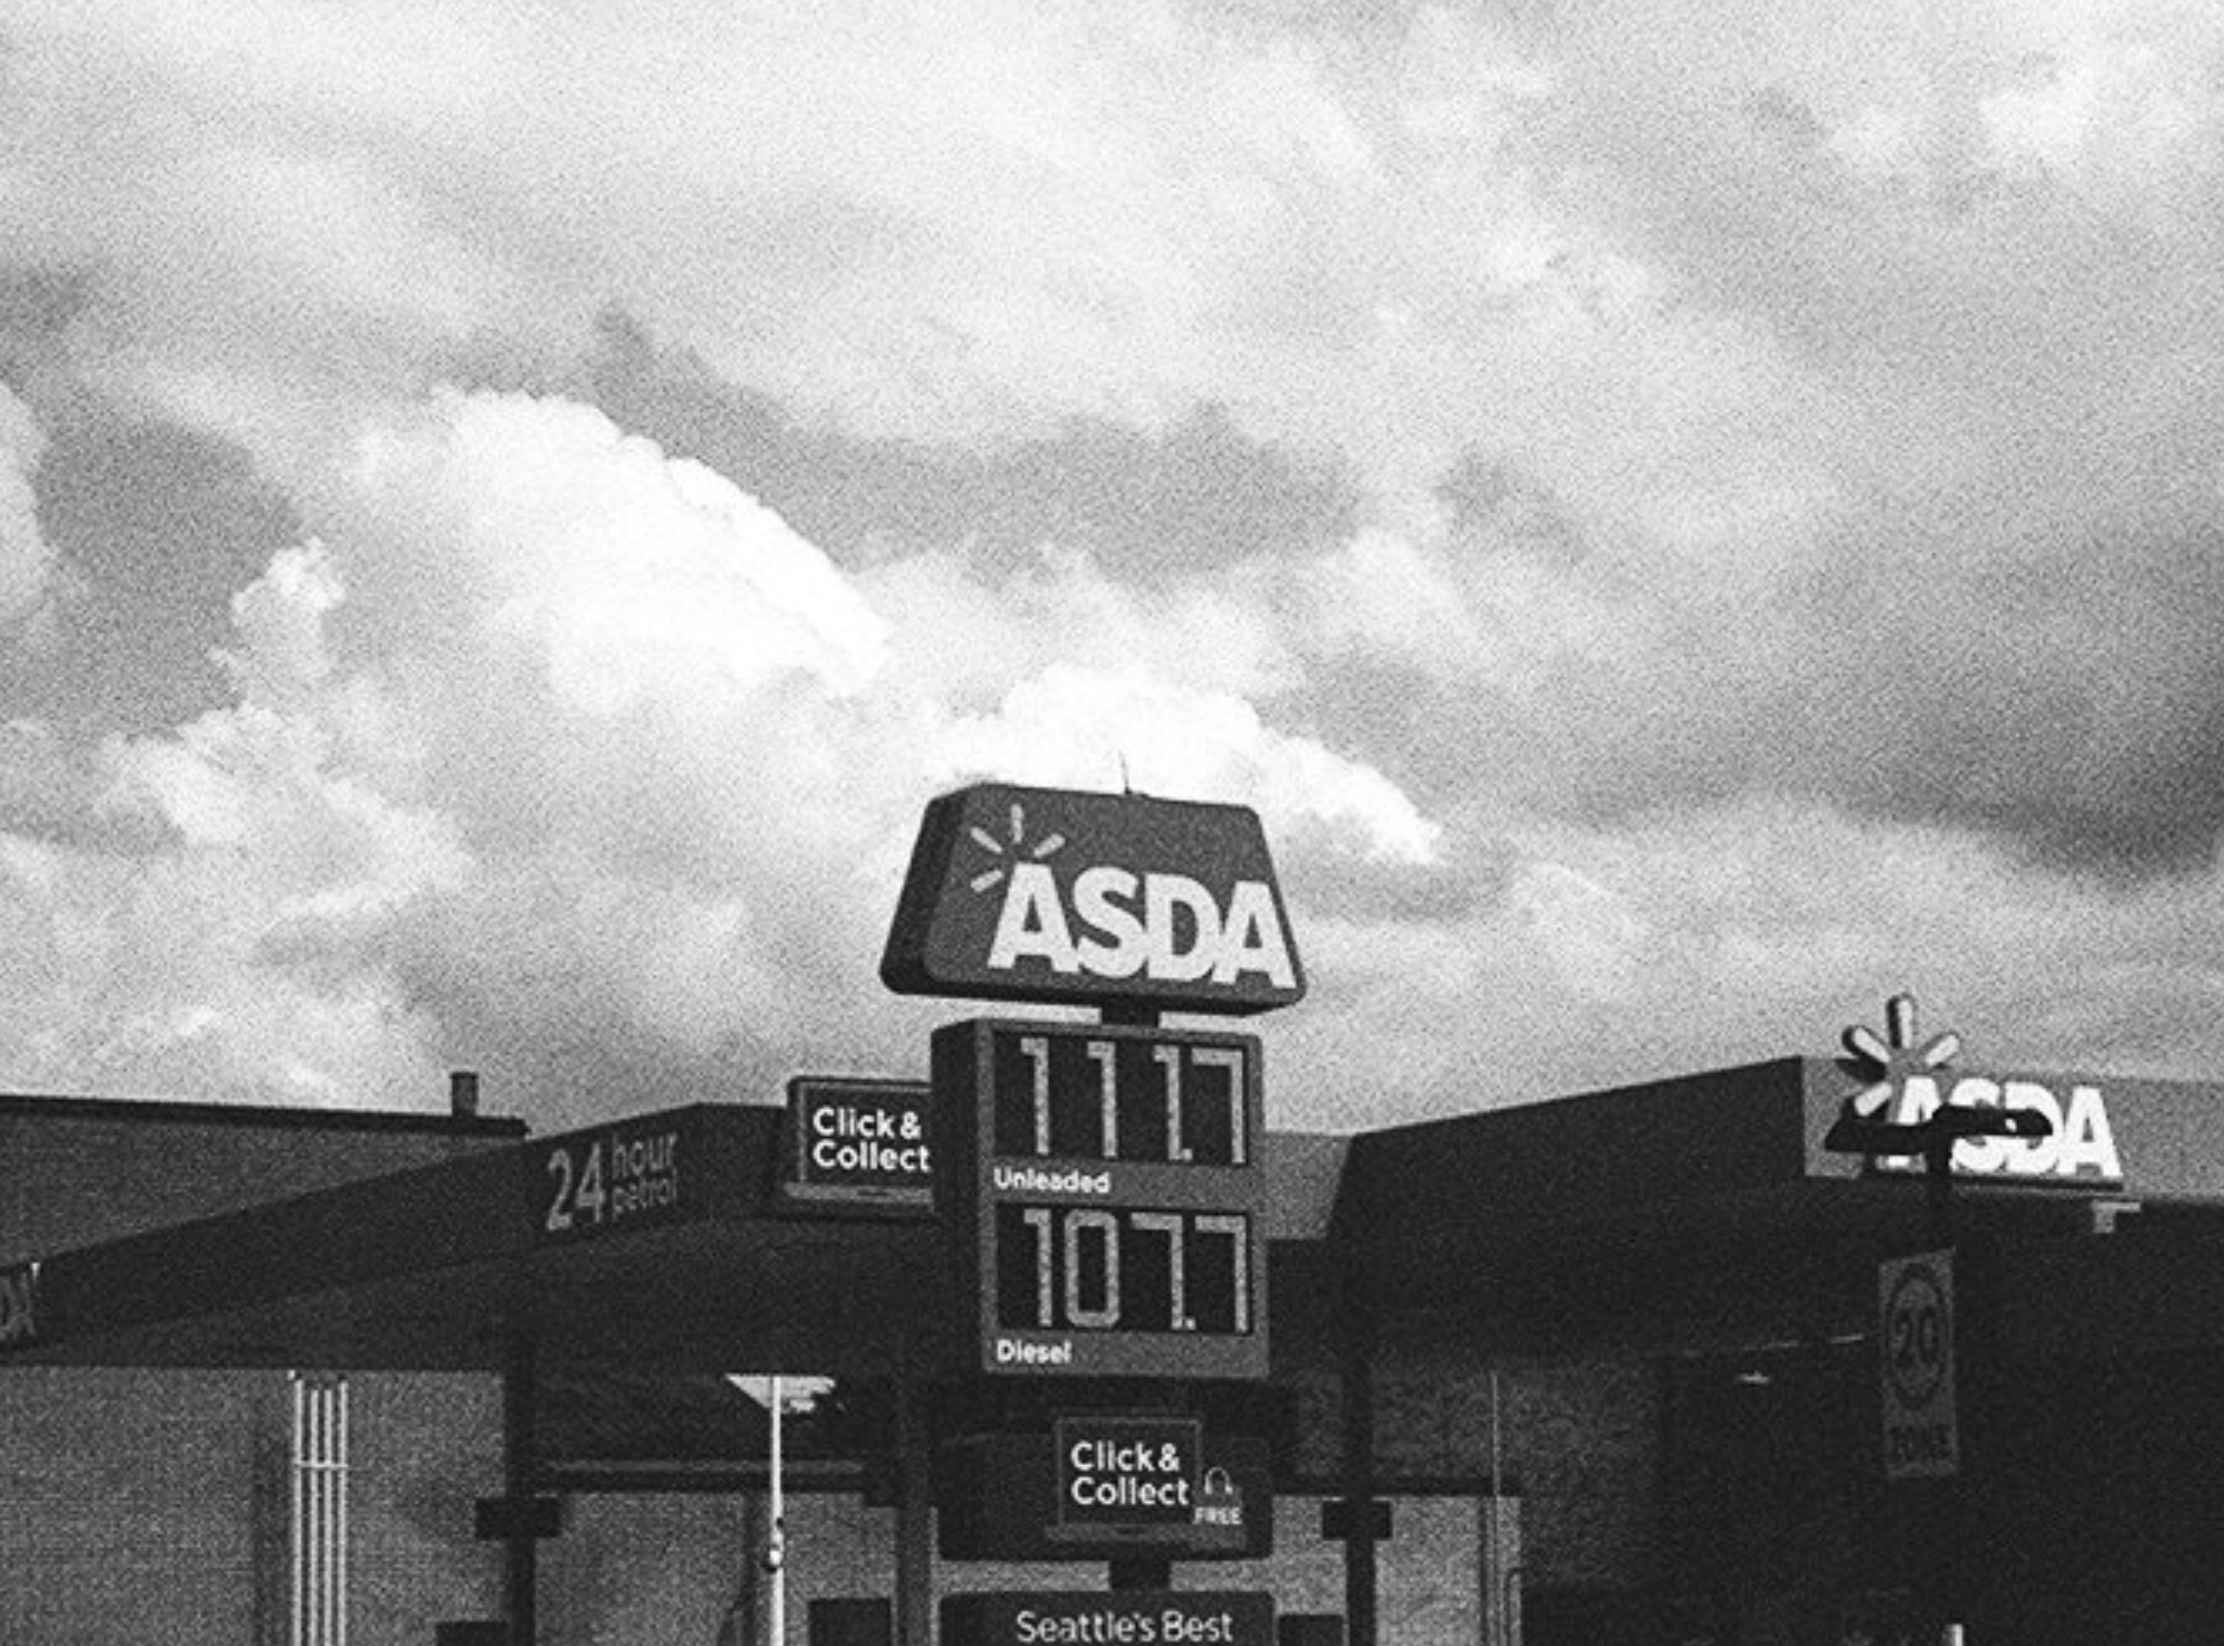 ASDA
111.7
Unleaded
107.7
Diesel
Click &
Collect
24 hour
petrol
ASDA
20
ZONE
Click &
Collect
FREE
Seattle's Best